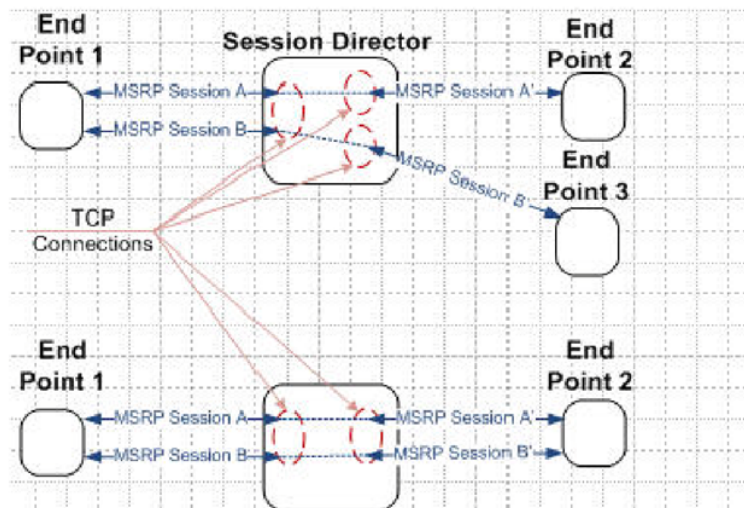 End
Point 1
Session Director
End
Point 2
MSRP Session A
MSRP Session A'
MSRP Session B
MSRP Session B'
End
Point 3
TCP
Connections
End
Point 1
End
Point 2
MSRP Session A
MSRP Session A'
MSRP Session B
MSRP Session B'